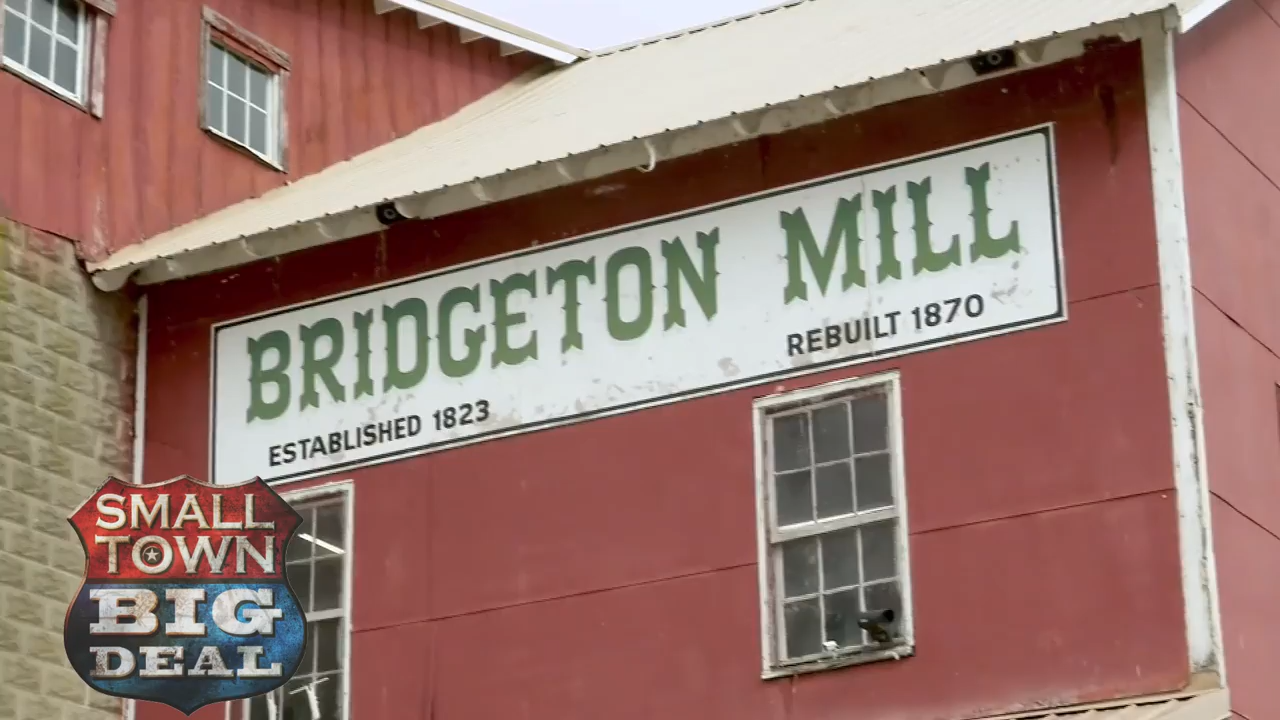 BRIDGETON MILL
ESTABLISHED 1823
REBUILT 1870
SMALL
TOWN
BIG
DEAL